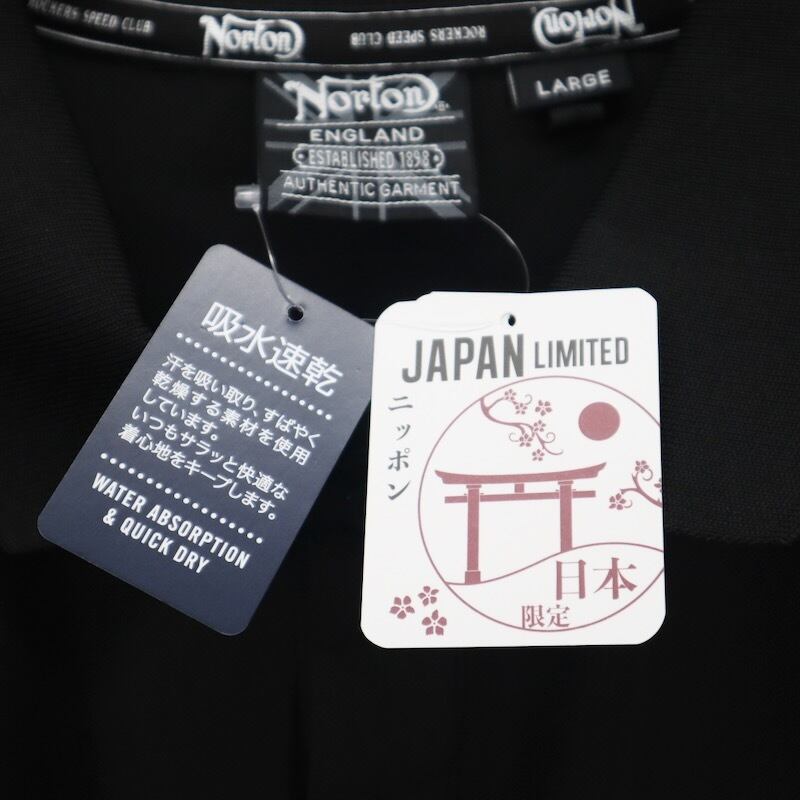 ROCKERS SPEED CLUB
Norton
ROCKERS SPEED CLUB
Norton
Norton
ENGLAND
ESTABLISHED 1898
AUTHENTIC GARMENT
LARGE
吸水速乾
汗を吸い取り、すばやく
乾燥する素材を使用
しています。
いつもサラッと快適な
着心地をキープします。
WATER ABSORPTION
& QUICK DRY
JAPAN LIMITED
ニッポン
日本
限定